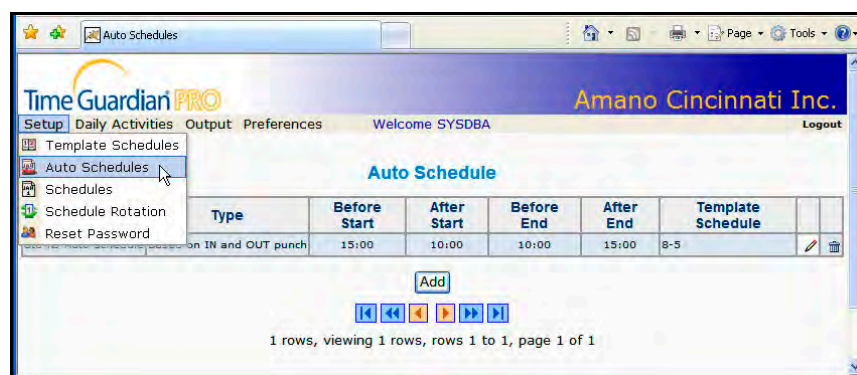 Auto Schedules
Page
Tools
Time Guardian PRO
Amano Cincinnati Inc.
Setup Daily Activities Output Preferences Welcome SYSDBA Logout
Template Schedules
Auto Schedules
Schedules
Schedule Rotation
Reset Password
Auto Schedule
Type Before Start After Start Before End After End Template Schedule
on IN and OUT punch 15:00 10:00 10:00 15:00 8-5
Add
1 rows, viewing 1 rows, rows 1 to 1, page 1 of 1